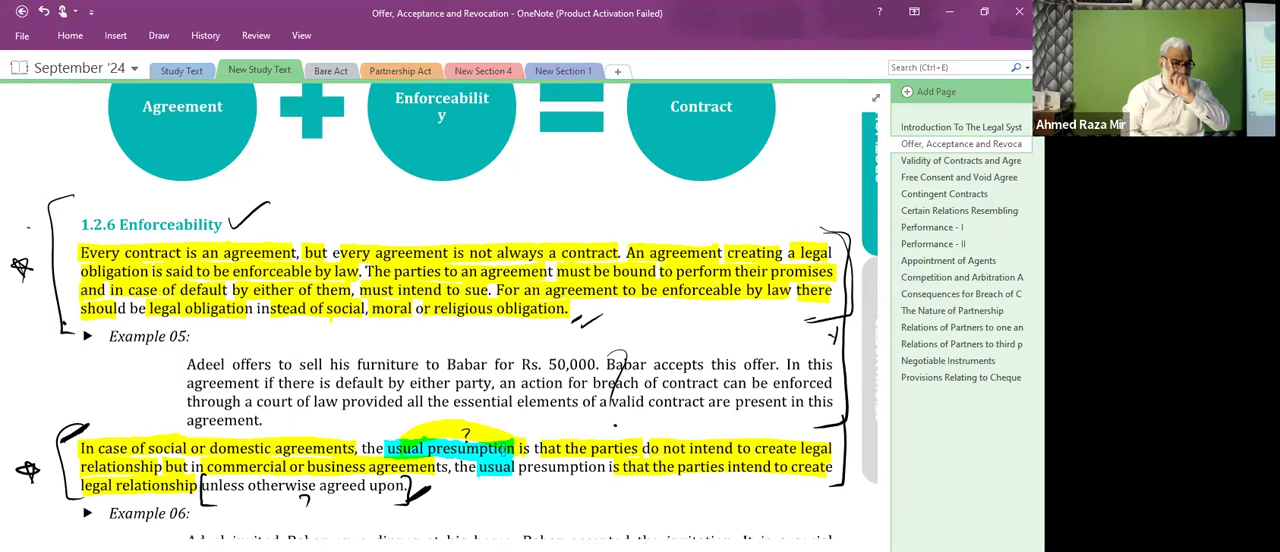 Offer, Acceptance and Revocation - OneNote (Product Activation Failed)
?
File Home Insert Draw History Review View
September '24
Study Text New Study Text Bare Act Partnership Act New Section 4 New Section 1 +
Search (Ctrl+E)
Add Page
Ahmed Raza Mir
Introduction To The Legal Syst
Offer, Acceptance and Revoca
Validity of Contracts and Agre
Free Consent and Void Agree
Contingent Contracts
Certain Relations Resembling
Performance - I
Performance - II
Appointment of Agents
Competition and Arbitration A
Consequences for Breach of C
The Nature of Partnership
Relations of Partners to one an
Relations of Partners to third p
Negotiable Instruments
Provisions Relating to Cheque
Agreement
Enforceabilit
y
Contract
1.2.6 Enforceability
Every contract is an agreement, but every agreement is not always a contract. An agreement creating a legal
obligation is said to be enforceable by law. The parties to an agreement must be bound to perform their promises
and in case of default by either of them, must intend to sue. For an agreement to be enforceable by law there
should be legal obligation instead of social, moral or religious obligation.
Example 05:
Adeel offers to sell his furniture to Babar for Rs. 50,000. Babar accepts this offer. In this
agreement if there is default by either party, an action for breach of contract can be enforced
through a court of law provided all the essential elements of a valid contract are present in this
agreement.
?
?
In case of social or domestic agreements, the usual presumption is that the parties do not intend to create legal
relationship but in commercial or business agreements, the usual presumption is that the parties intend to create
legal relationship unless otherwise agreed upon.
?
Example 06: